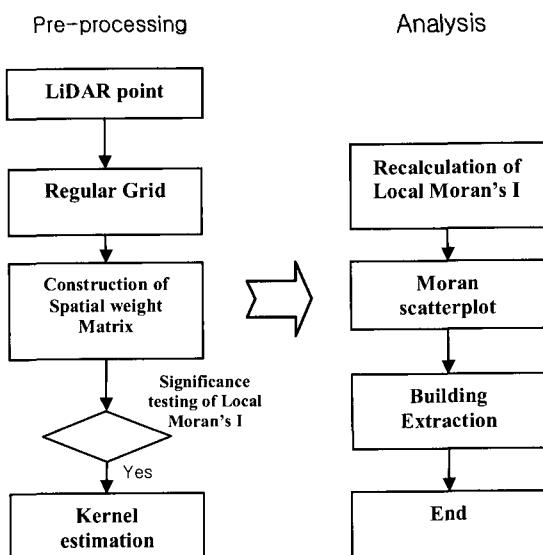 Pre-processing
LiDAR point
Regular Grid
Construction of
Spatial weight
Matrix
Significance
testing of Local
Moran's I
Yes
Kernel
estimation
Analysis
Recalculation of
Local Moran's I
Moran
scatterplot
Building
Extraction
End